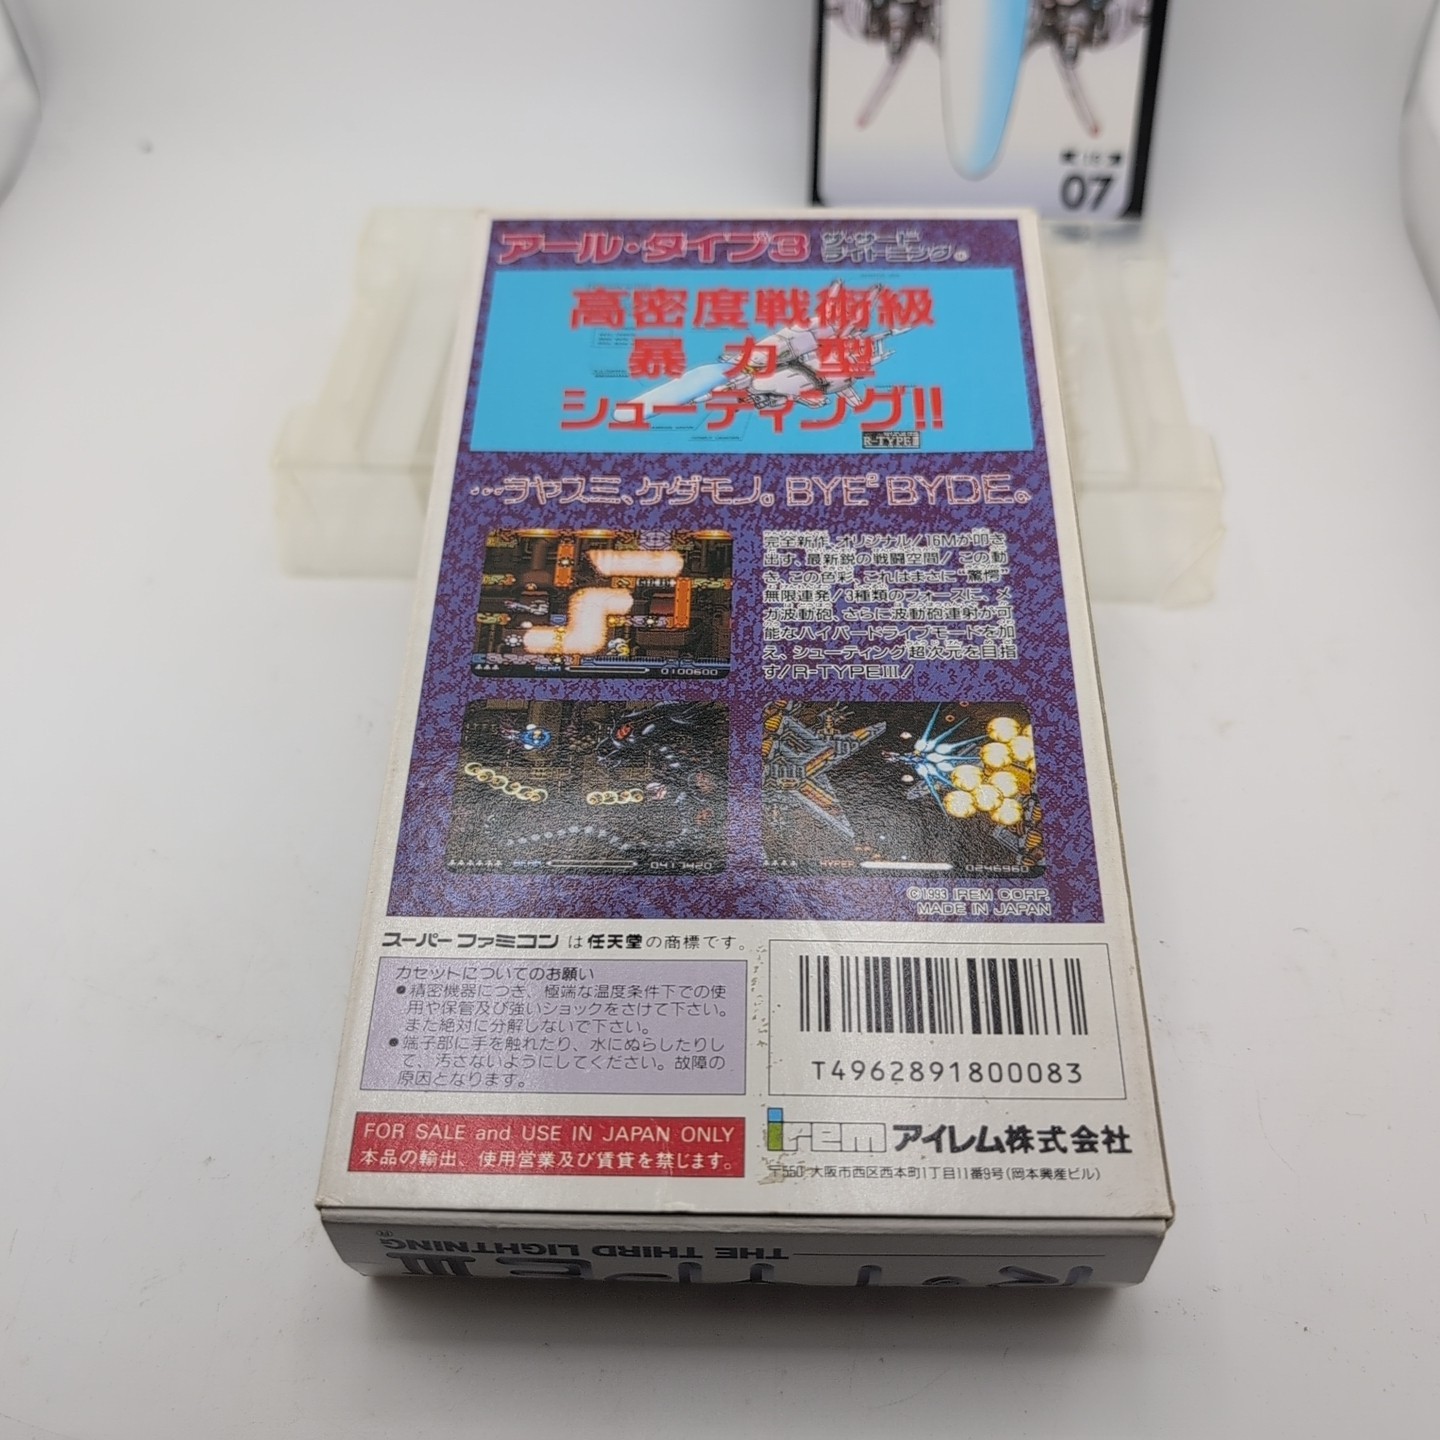 07
アール・タイプ3 ザ・サード
ライトニング。
高密度戦術級
暴力型
シューティング!!
R-TYPE III
…ヲヤスミ、ケダモノ。BYE² BYDE。
完全新作、オリジナル/16Mが叩き
出す、最新鋭の戦闘空間/この動
き、この色彩、これはまさに“驚愕”
無限連発/3種類のフォースに、メ
ガ波動砲、さらに波動砲連射が可
能なハイパードライブモードを加
え、シューティング超次元を目指
す/R-TYPEIII/
BEAM 0100600
BEAM 0417420
HYPER 0246960
©1993 IREM CORP.
MADE IN JAPAN
スーパーファミコンは任天堂の商標です。
カセットについてのお願い
●精密機器につき、極端な温度条件下での使
用や保管及び強いショックをさけて下さい。
また絶対に分解しないで下さい。
●端子部に手を触れたり、水にぬらしたりし
て、汚さないようにしてください。故障の
原因となります。
T4962891800083
FOR SALE and USE IN JAPAN ONLY
本品の輸出、使用営業及び賃貸を禁じます。
irem アイレム株式会社
〒550 大阪市西区西本町1丁目11番9号(岡本興産ビル)
R・TYPE III
THE THIRD LIGHTNING®